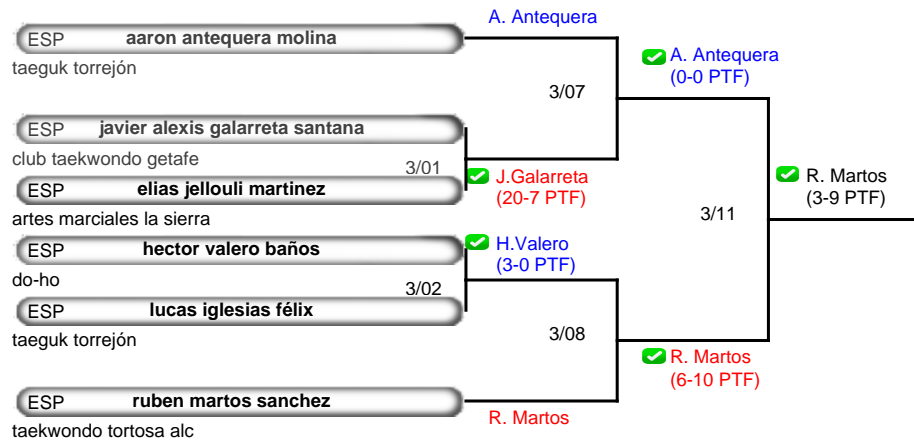 A. Antequera
ESP aaron antequera molina
taeguk torrejón
A. Antequera
(0-0 PTF)
3/07
ESP javier alexis galarreta santana
club taekwondo getafe
3/01
J.Galarreta
(20-7 PTF)
ESP elias jellouli martinez
artes marciales la sierra
R. Martos
(3-9 PTF)
3/11
ESP hector valero baños
do-ho
H.Valero
(3-0 PTF)
3/02
ESP lucas iglesias félix
taeguk torrejón
3/08
R. Martos
(6-10 PTF)
ESP ruben martos sanchez
R. Martos
taekwondo tortosa alc